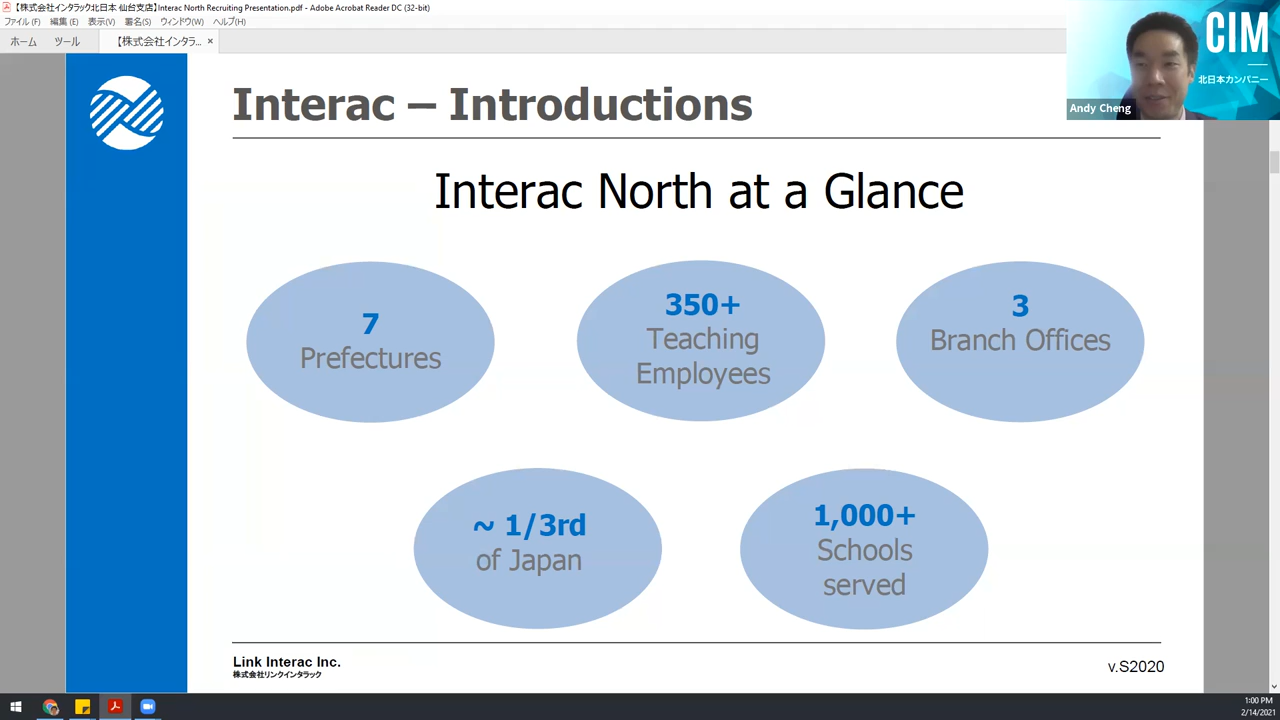 【株式会社インタラック北日本 仙台支店】Interac North Recruiting Presentation.pdf - Adobe Acrobat Reader DC (32-bit)
ファイル(F) 編集(E) 表示(V) 署名(S) ウィンドウ(W) ヘルプ(H)
ホーム ツール 【株式会社インタラ... ×
CIM
北日本カンパニー
Andy Cheng
Interac – Introductions
Interac North at a Glance
7
Prefectures
350+
Teaching
Employees
3
Branch Offices
~ 1/3rd
of Japan
1,000+
Schools
served
Link Interac Inc.
株式会社リンクインタラック
v.S2020
1:00 PM
2/14/2021